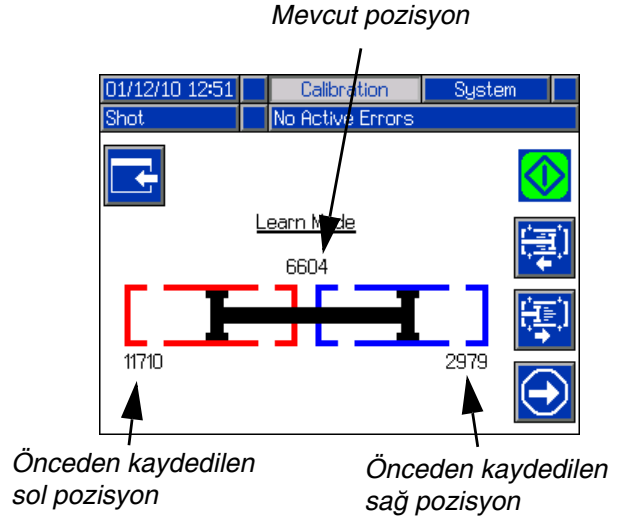 Mevcut pozisyon
01/12/10 12:51 Calibration System
Shot No Active Errors
Learn Mode
6604
11710 2979
Önceden kaydedilen
sol pozisyon
Önceden kaydedilen
sağ pozisyon